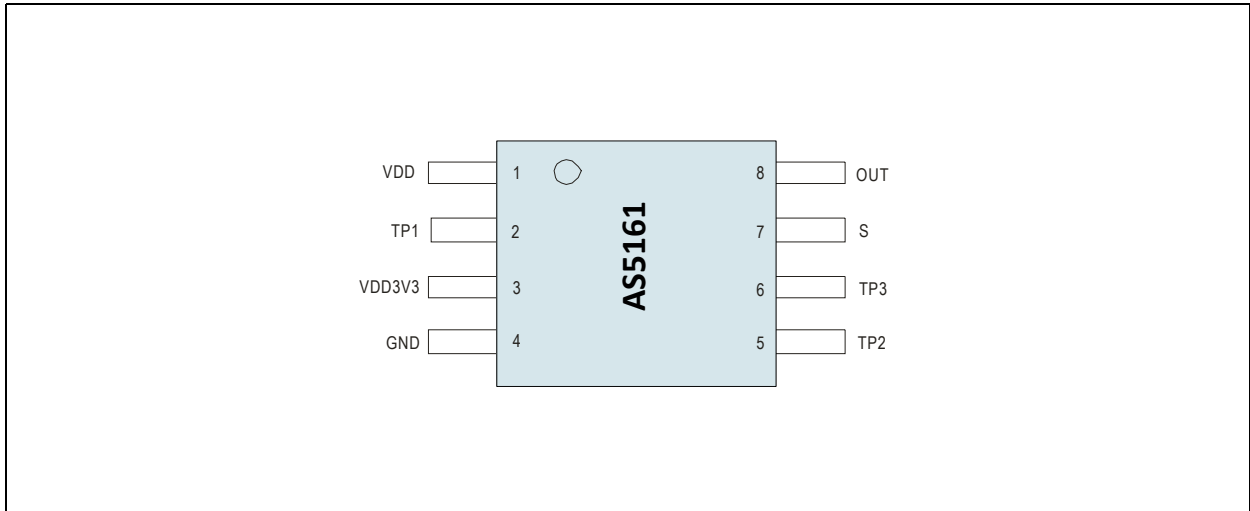 VDD 1 8 OUT
TP1 2 7 S
VDD3V3 3 6 TP3
GND 4 5 TP2
AS5161